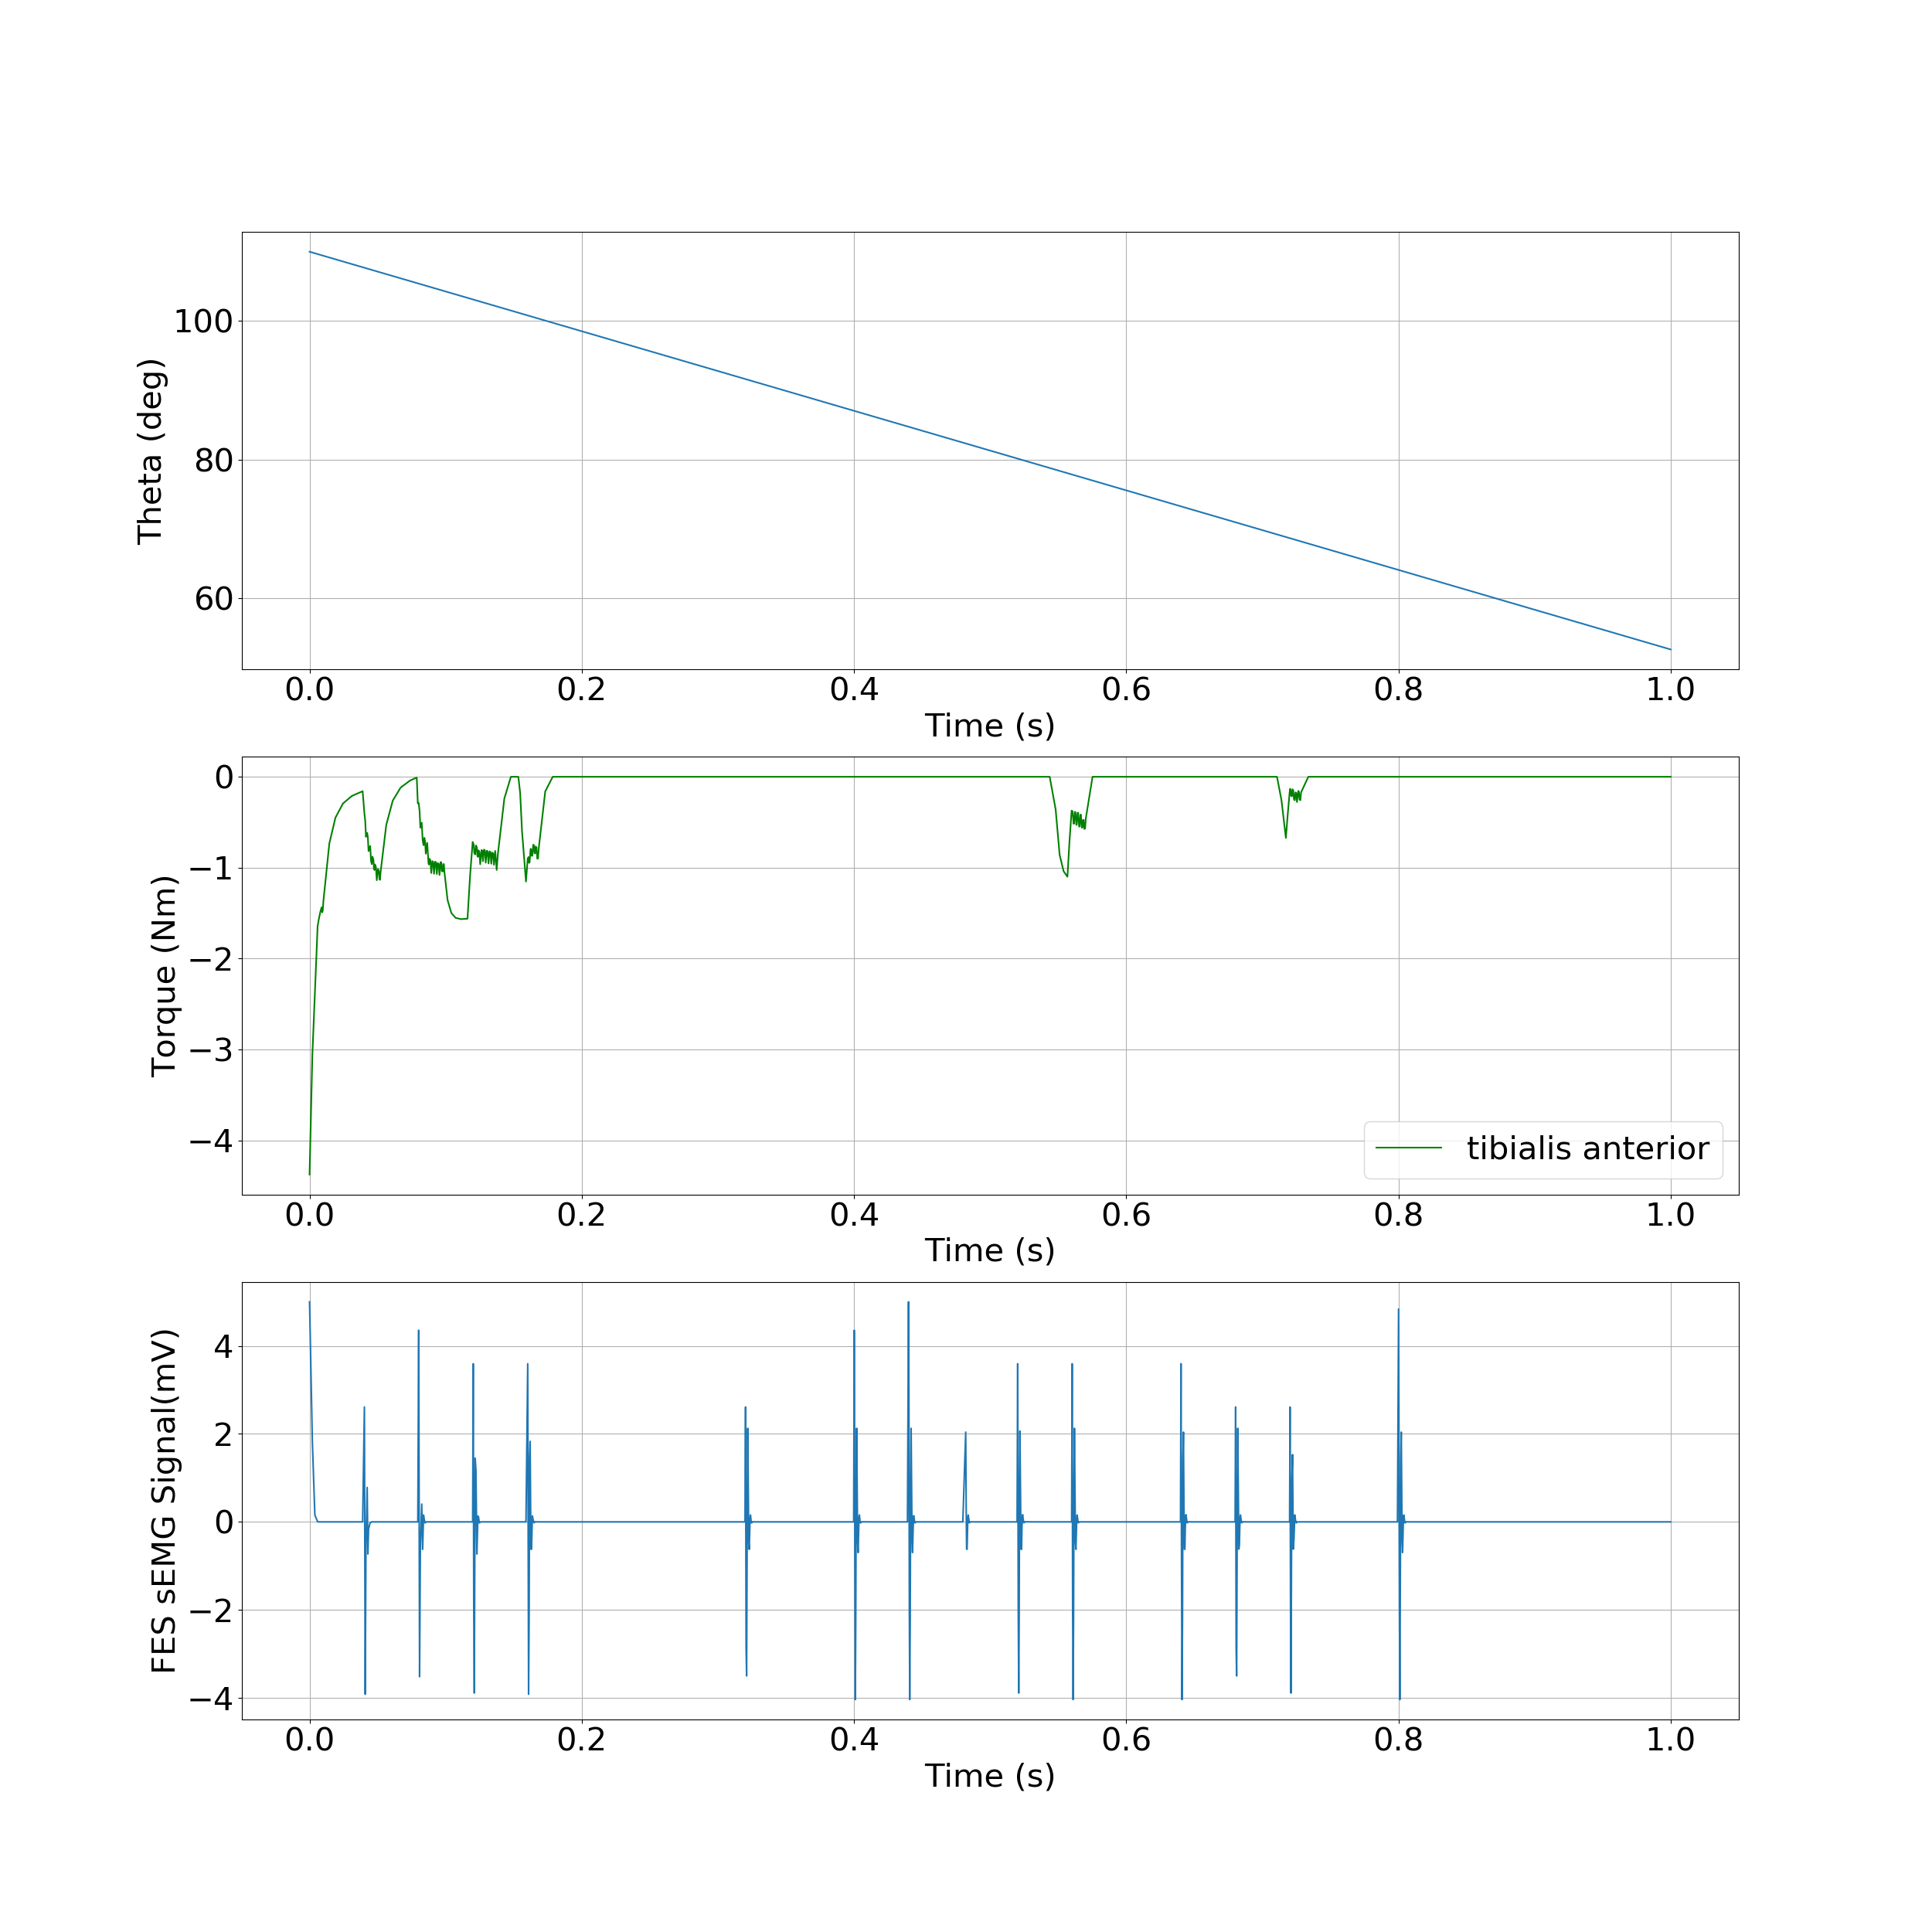 100
80
60
Theta (deg)
0.0 0.2 0.4 0.6 0.8 1.0
Time (s)
0
−1
−2
−3
−4
Torque (Nm)
tibialis anterior
0.0 0.2 0.4 0.6 0.8 1.0
Time (s)
4
2
0
−2
−4
FES sEMG Signal(mV)
0.0 0.2 0.4 0.6 0.8 1.0
Time (s)